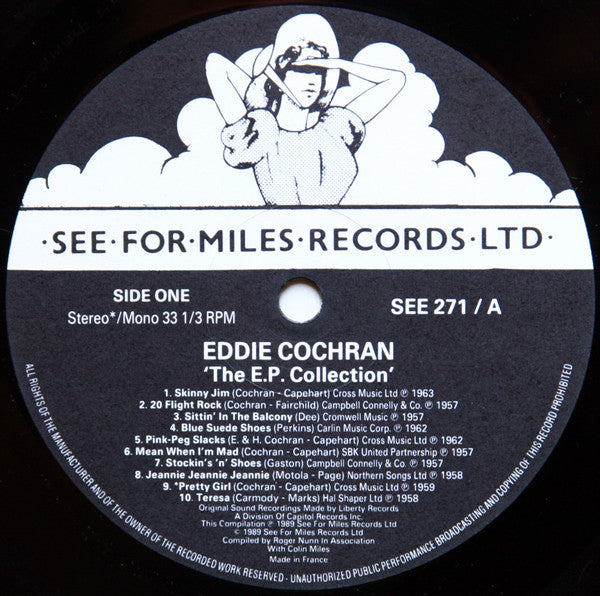 ·SEE·FOR·MILES·RECORDS·LTD·
SIDE ONE
Stereo*/Mono 33 1/3 RPM
SEE 271 / A
EDDIE COCHRAN
'The E.P. Collection'
1. Skinny Jim (Cochran - Capehart) Cross Music Ltd ℗ 1963
2. 20 Flight Rock (Cochran - Fairchild) Campbell Connelly & Co. ℗ 1957
3. Sittin' In The Balcony (Dee) Cromwell Music ℗ 1957
4. Blue Suede Shoes (Perkins) Carlin Music Corp. ℗ 1962
5. Pink-Peg Slacks (E. & H. Cochran - Capehart) Cross Music Ltd ℗ 1962
6. Mean When I'm Mad (Cochran - Capehart) SBK United Partnership ℗ 1957
7. Stockin's 'n' Shoes (Gaston) Campbell Connelly & Co. ℗ 1957
8. Jeannie Jeannie Jeannie (Motola - Page) Northern Songs Ltd ℗ 1958
9. *Pretty Girl (Cochran - Capehart) Cross Music Ltd ℗ 1959
10. Teresa (Carmody - Marks) Hal Shaper Ltd ℗ 1958
Original Sound Recordings Made by Liberty Records
A Division Of Capitol Records Inc.
This Compilation ℗ 1989 See For Miles Records Ltd
© 1989 See For Miles Records Ltd
Compiled by Roger Nunn In Association
With Colin Miles
Made in France
ALL RIGHTS OF THE MANUFACTURER AND OF THE OWNER OF THE RECORDED WORK RESERVED - UNAUTHORIZED PUBLIC PERFORMANCE BROADCASTING AND COPYING OF THIS RECORD PROHIBITED